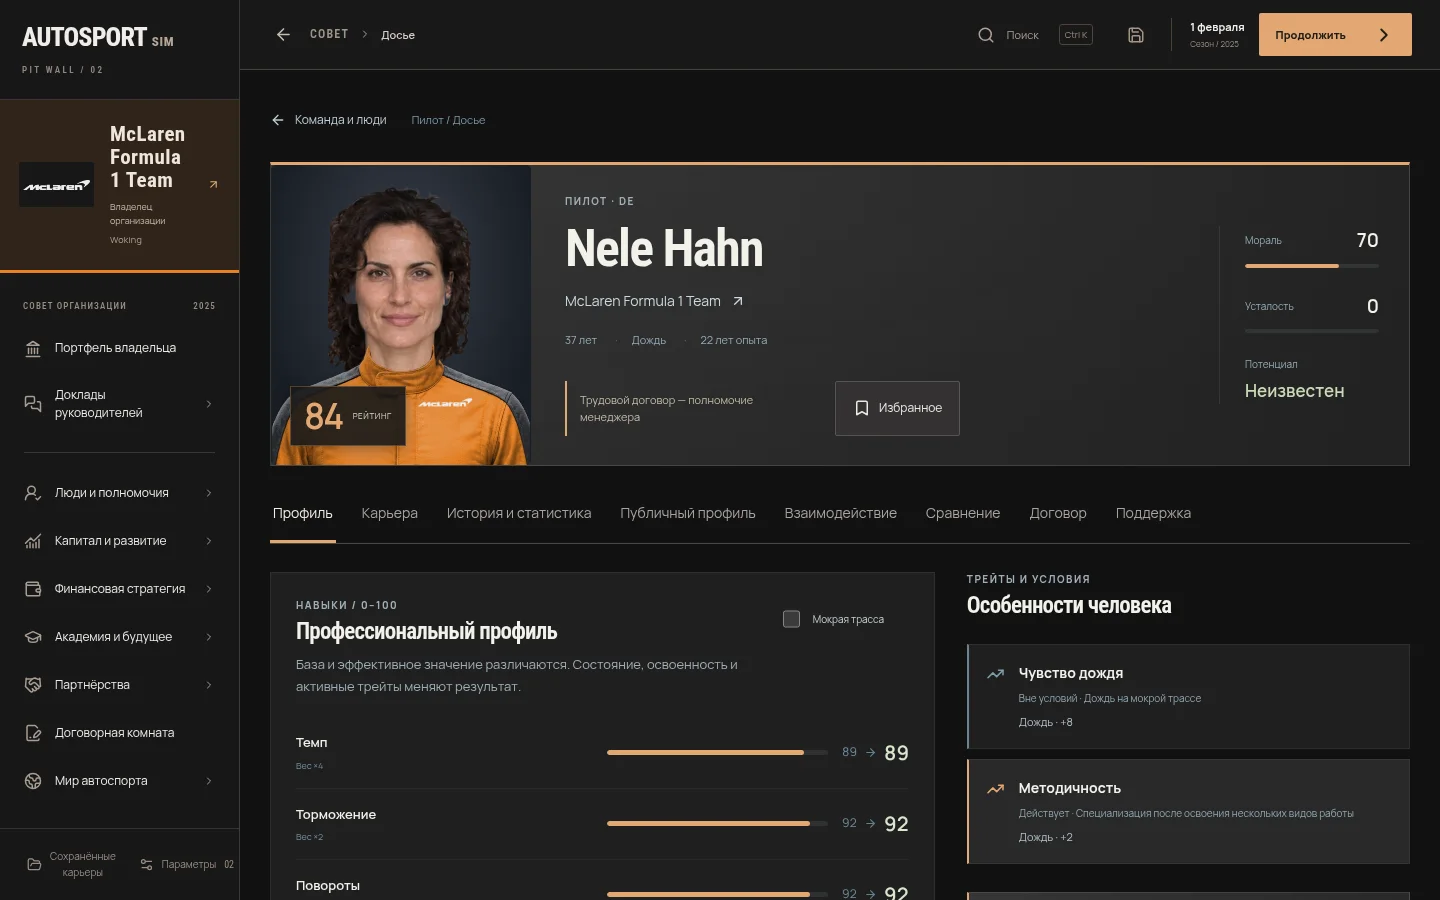 AUTOSPORT SIM
PIT WALL / 02
McLaren
McLaren
Formula
1 Team
Владелец
организации
Woking
СОВЕТ ОРГАНИЗАЦИИ 2025
Портфель владельца
Доклады
руководителей
Люди и полномочия
Капитал и развитие
Финансовая стратегия
Академия и будущее
Партнёрства
Договорная комната
Мир автоспорта
Сохранённые
карьеры
Параметры 02
СОВЕТ Досье
Поиск Ctrl K
1 февраля
Сезон / 2025
Продолжить
Команда и люди Пилот / Досье
McLaren
84 РЕЙТИНГ
ПИЛОТ · DE
Nele Hahn
McLaren Formula 1 Team
37 лет · Дождь · 22 лет опыта
Трудовой договор — полномочие
менеджера
Избранное
Мораль 70
Усталость 0
Потенциал
Неизвестен
Профиль Карьера История и статистика Публичный профиль Взаимодействие Сравнение Договор Поддержка
НАВЫКИ / 0–100
Профессиональный профиль
Мокрая трасса
База и эффективное значение различаются. Состояние, освоенность и
активные трейты меняют результат.
Темп
Вес ×4
89 → 89
Торможение
Вес ×2
92 → 92
Повороты
92 → 92
ТРЕЙТЫ И УСЛОВИЯ
Особенности человека
Чувство дождя
Вне условий · Дождь на мокрой трассе
Дождь · +8
Методичность
Действует · Специализация после освоения нескольких видов работы
Дождь · +2